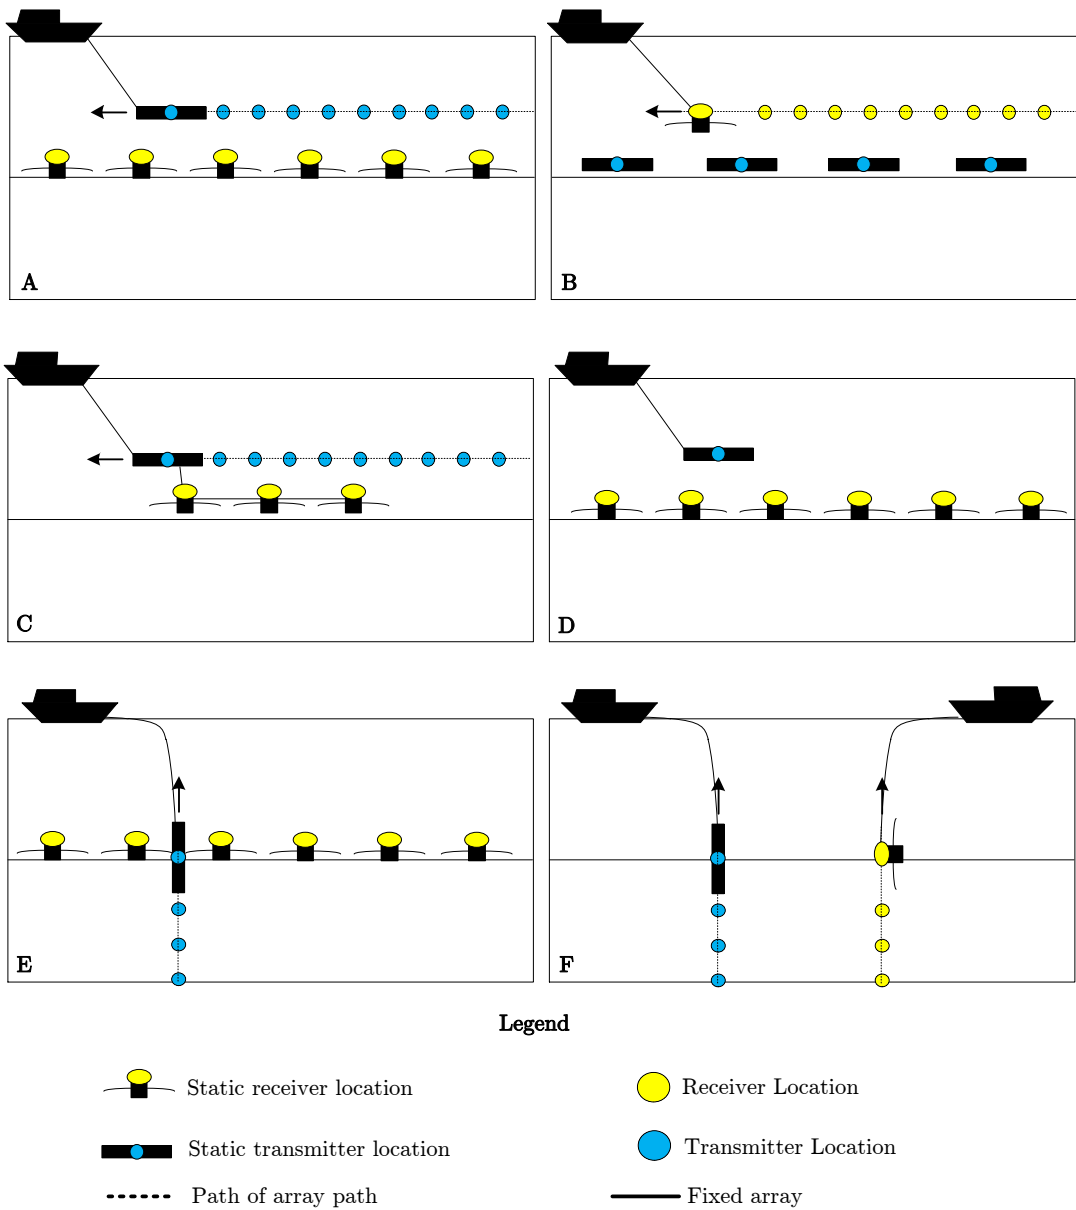 A
B
C
D
E
F
Legend
Static receiver location
Receiver Location
Static transmitter location
Transmitter Location
Path of array path
Fixed array